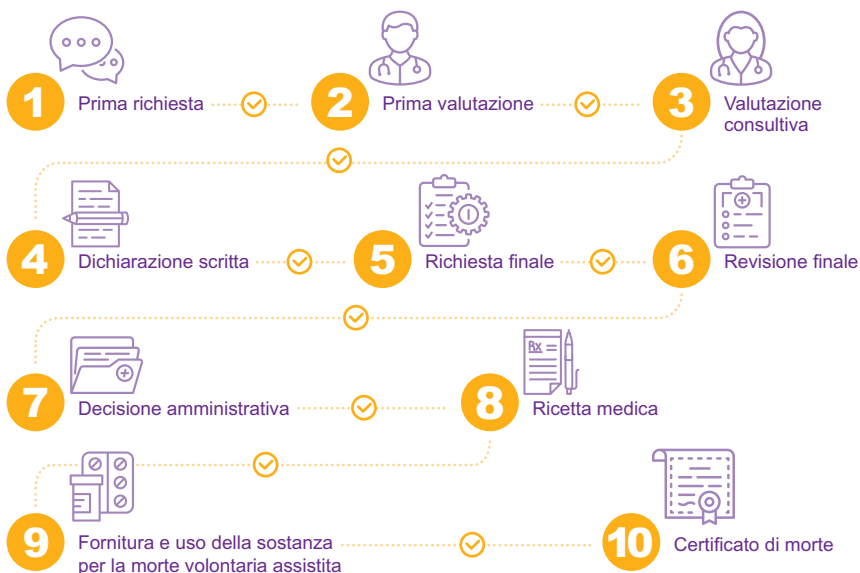 1 Prima richiesta
2 Prima valutazione
3 Valutazione
consultiva
4 Dichiarazione scritta
5 Richiesta finale
6 Revisione finale
7 Decisione amministrativa
Rx
8 Ricetta medica
9 Fornitura e uso della sostanza
per la morte volontaria assistita
10 Certificato di morte